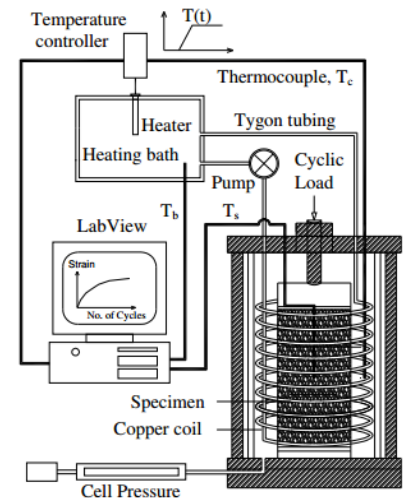 Temperature
controller
T(t)
Thermocouple, Tc
Heater
Tygon tubing
Heating bath
Pump
Cyclic
Load
Tb
Ts
LabView
Strain
No. of Cycles
Specimen
Copper coil
Cell Pressure